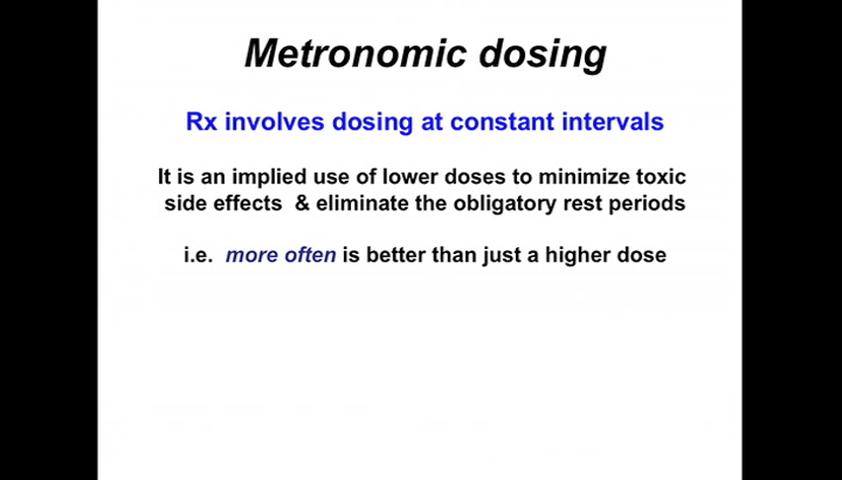 Metronomic dosing
Rx involves dosing at constant intervals
It is an implied use of lower doses to minimize toxic
side effects & eliminate the obligatory rest periods
i.e. more often is better than just a higher dose